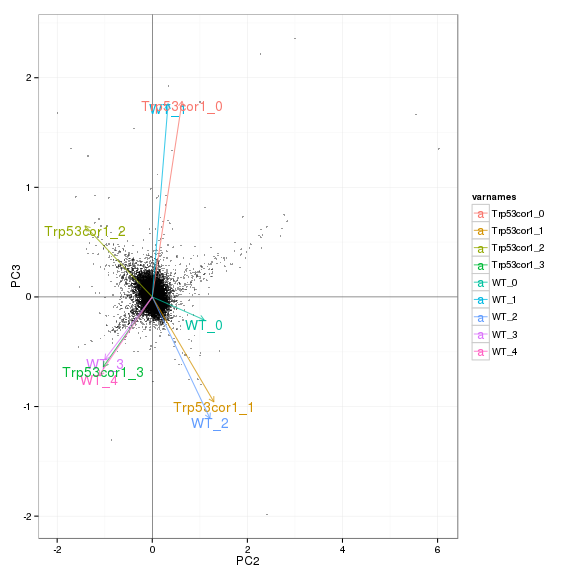 2
1
0
-1
-2
PC3
Trp53cor1_0
WT_1
Trp53cor1_2
WT_0
WT_3
Trp53cor1_3
WT_4
Trp53cor1_1
WT_2
-2 0 2 4 6
PC2
varnames
a Trp53cor1_0
a Trp53cor1_1
a Trp53cor1_2
a Trp53cor1_3
a WT_0
a WT_1
a WT_2
a WT_3
a WT_4